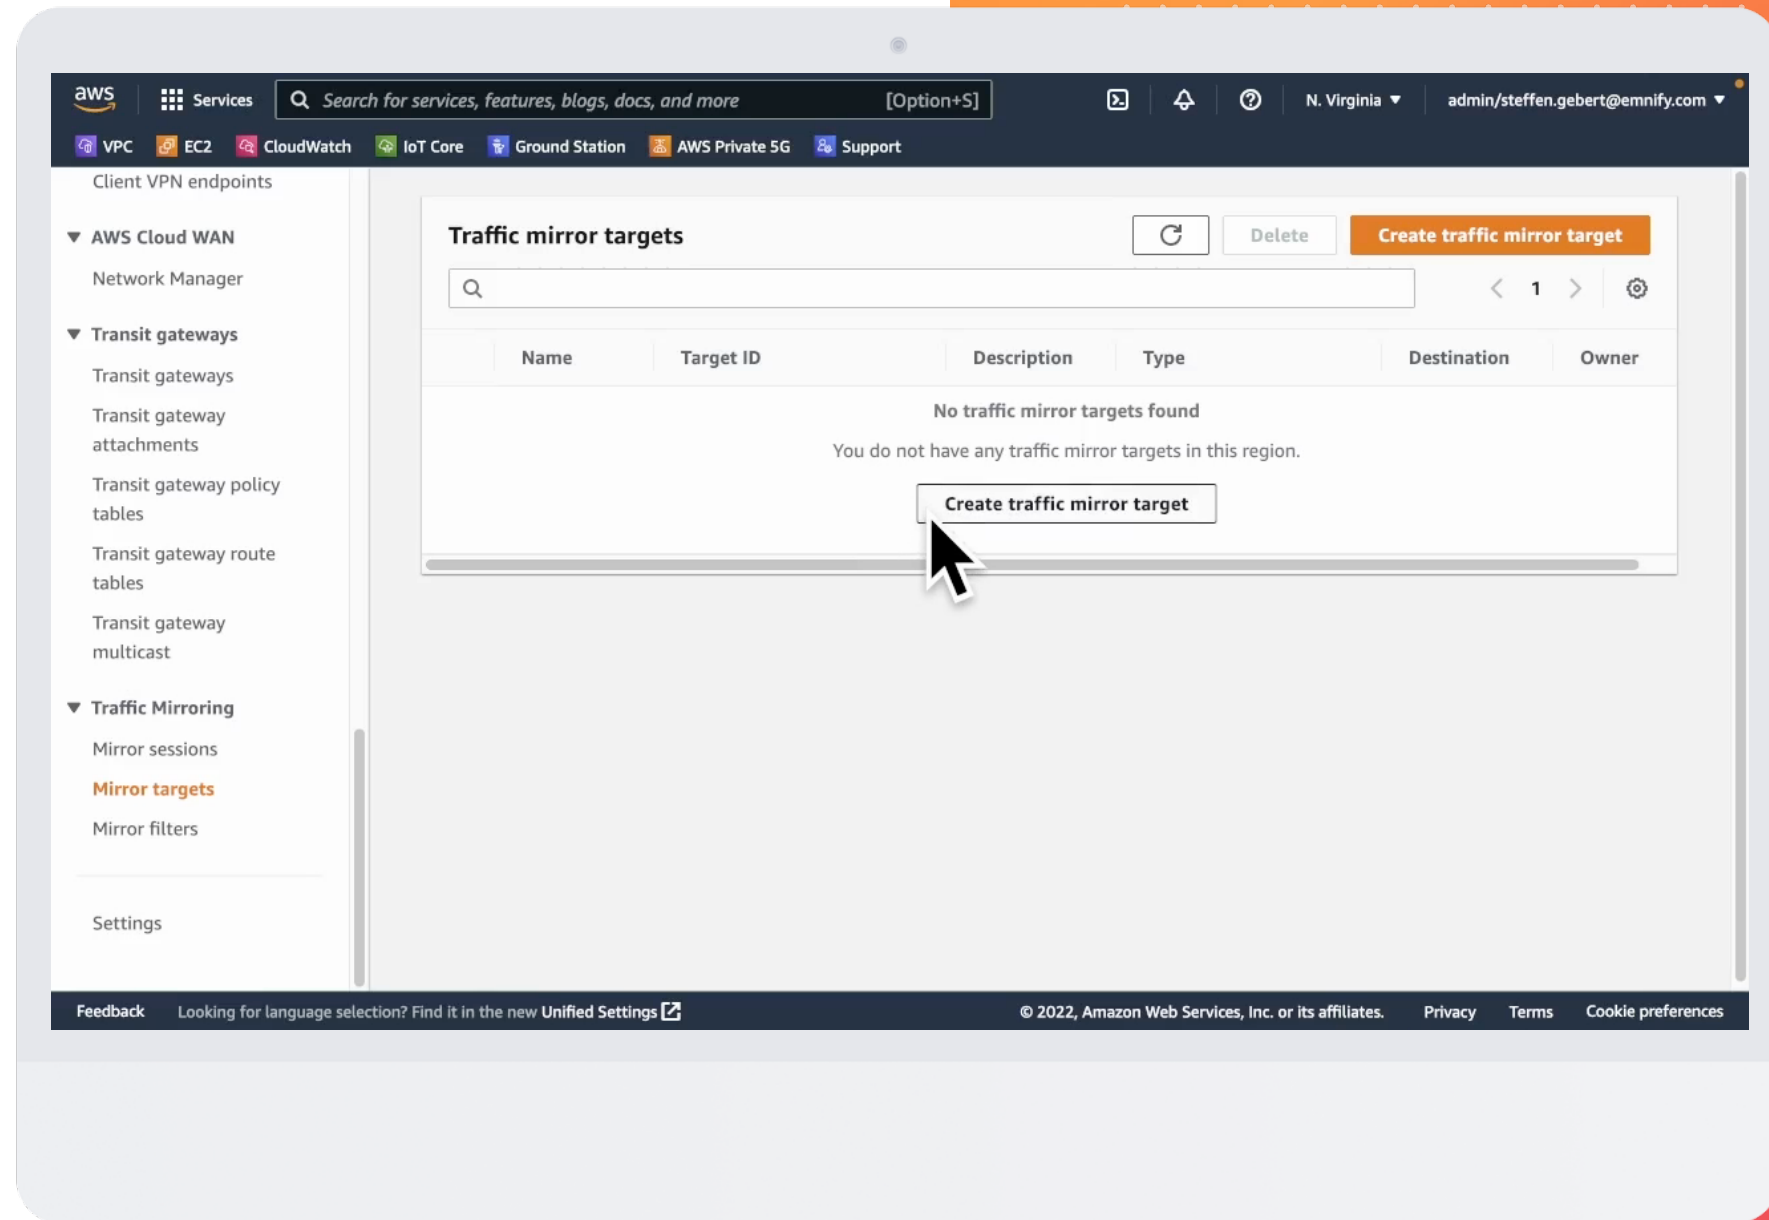 aws
Services
Search for services, features, blogs, docs, and more
[Option+S]
N. Virginia
admin/steffen.gebert@emnify.com
VPC
EC2
CloudWatch
IoT Core
Ground Station
AWS Private 5G
Support
Client VPN endpoints
AWS Cloud WAN
Network Manager
Transit gateways
Transit gateways
Transit gateway
attachments
Transit gateway policy
tables
Transit gateway route
tables
Transit gateway
multicast
Traffic Mirroring
Mirror sessions
Mirror targets
Mirror filters
Settings
Traffic mirror targets
Delete
Create traffic mirror target
1
Name
Target ID
Description
Type
Destination
Owner
No traffic mirror targets found
You do not have any traffic mirror targets in this region.
Create traffic mirror target
Feedback
Looking for language selection? Find it in the new Unified Settings
© 2022, Amazon Web Services, Inc. or its affiliates.
Privacy
Terms
Cookie preferences